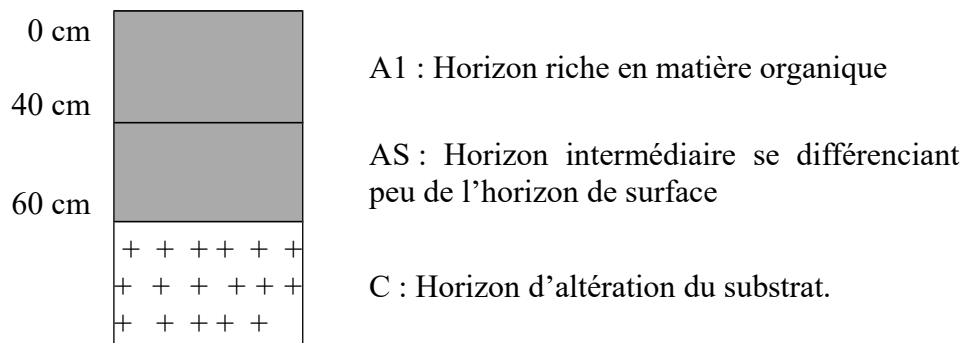 0 cm
A1 : Horizon riche en matière organique
40 cm
AS : Horizon intermédiaire se différenciant
peu de l'horizon de surface
60 cm
C : Horizon d'altération du substrat.